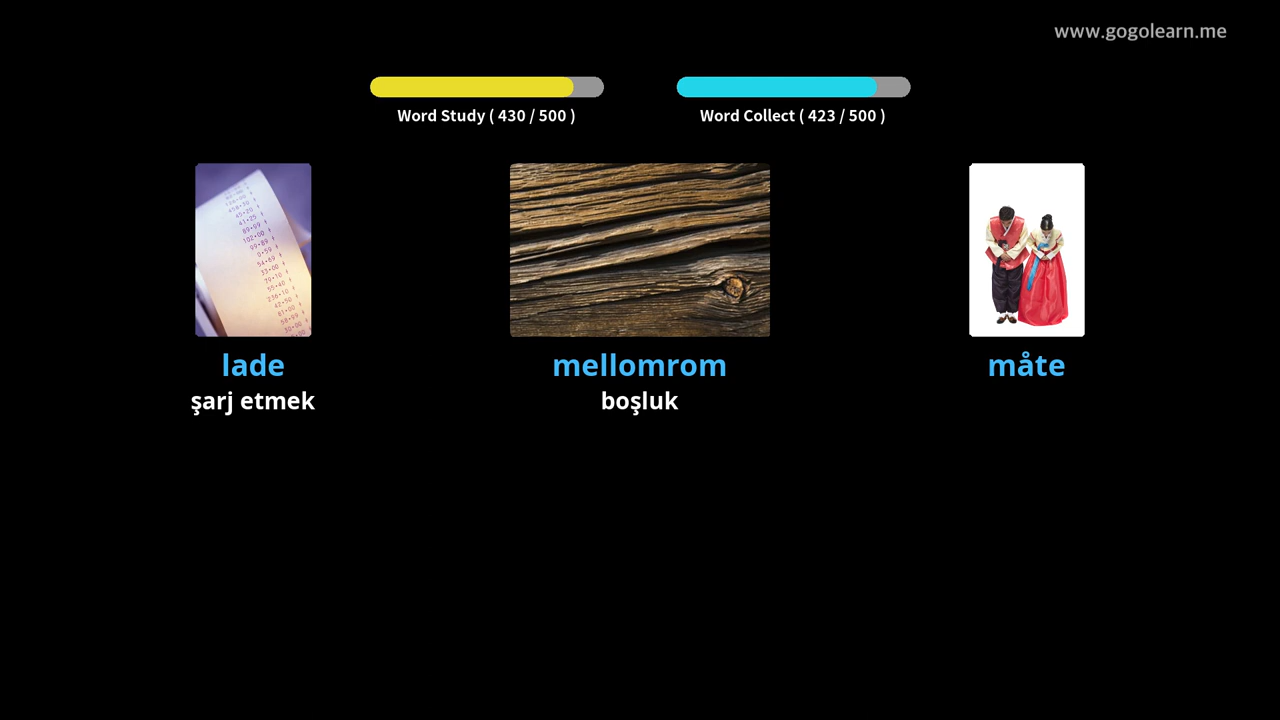 www.gogolearn.me
Word Study ( 430 / 500 )
Word Collect ( 423 / 500 )
lade
şarj etmek
mellomrom
boşluk
måte